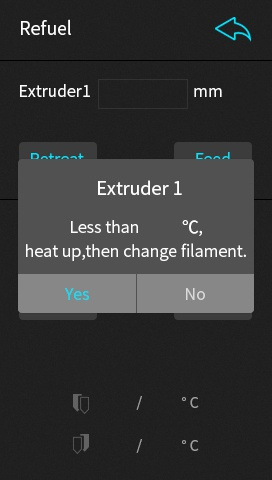 Refuel
Extruder1 mm
Retreat Feed
Extruder 1
Less than ℃,
heat up,then change filament.
Yes No
/ °C
/ °C